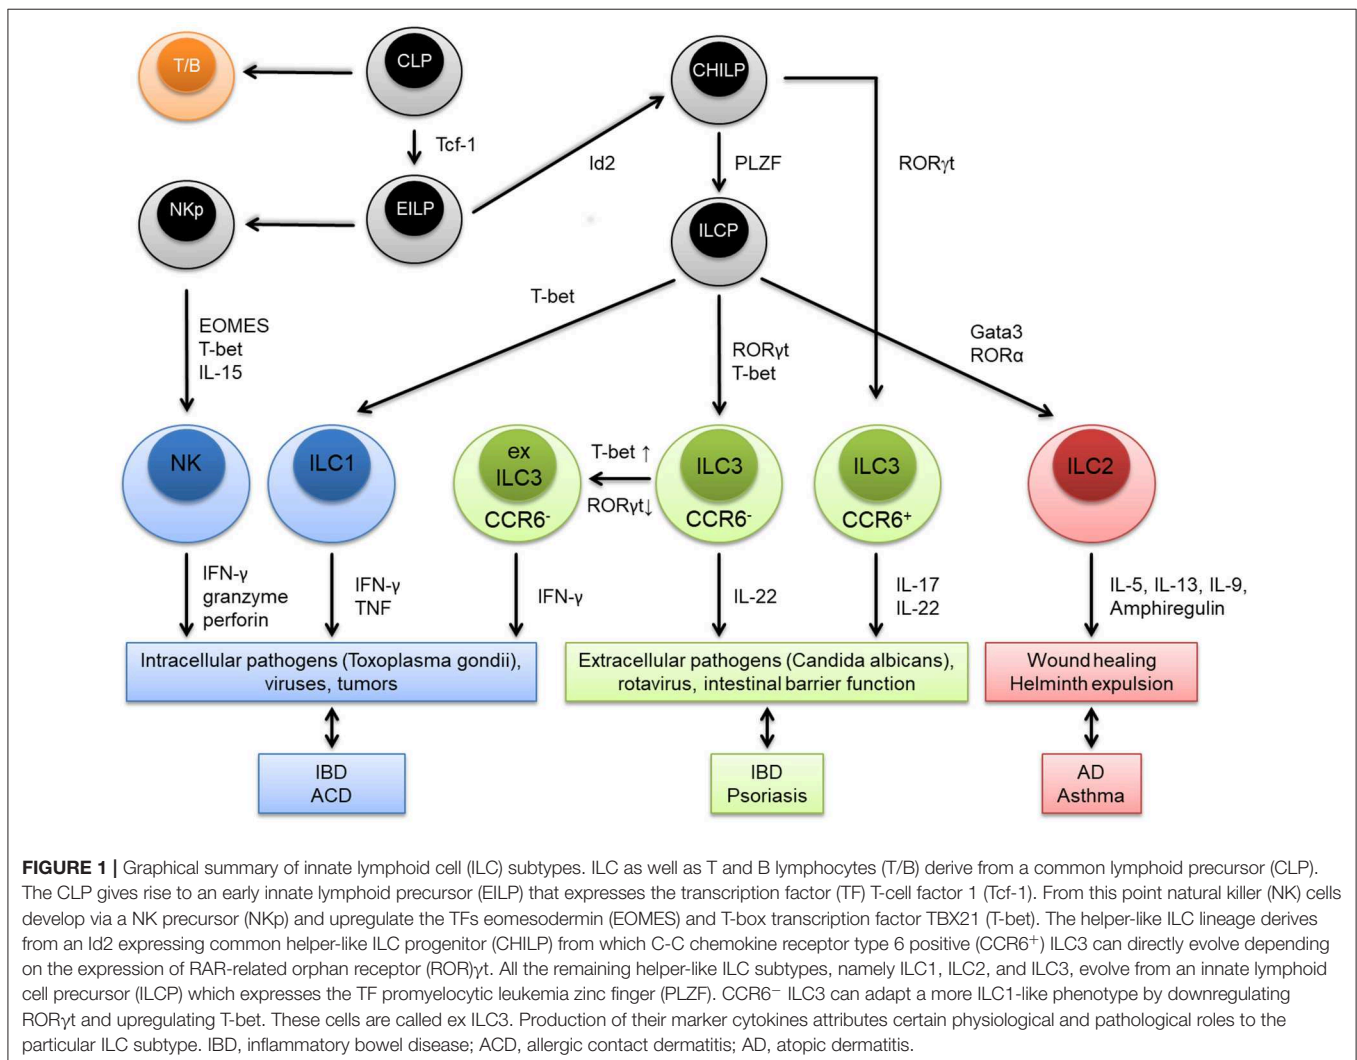 T/B
CLP
CHILP
Tcf-1
Id2
PLZF
RORγt
NKp
EILP
ILCP
T-bet
EOMES
T-bet
IL-15
RORγt
T-bet
Gata3
RORα
NK
ILC1
ex
ILC3
CCR6-
T-bet ↑
RORγt↓
ILC3
CCR6-
ILC3
CCR6+
ILC2
IFN-γ
granzyme
perforin
IFN-γ
TNF
IFN-γ
IL-22
IL-17
IL-22
IL-5, IL-13, IL-9,
Amphiregulin
Intracellular pathogens (Toxoplasma gondii),
viruses, tumors
Extracellular pathogens (Candida albicans),
rotavirus, intestinal barrier function
Wound healing
Helminth expulsion
IBD
ACD
IBD
Psoriasis
AD
Asthma
FIGURE 1 | Graphical summary of innate lymphoid cell (ILC) subtypes. ILC as well as T and B lymphocytes (T/B) derive from a common lymphoid precursor (CLP).
The CLP gives rise to an early innate lymphoid precursor (EILP) that expresses the transcription factor (TF) T-cell factor 1 (Tcf-1). From this point natural killer (NK) cells
develop via a NK precursor (NKp) and upregulate the TFs eomesodermin (EOMES) and T-box transcription factor TBX21 (T-bet). The helper-like ILC lineage derives
from an Id2 expressing common helper-like ILC progenitor (CHILP) from which C-C chemokine receptor type 6 positive (CCR6+) ILC3 can directly evolve depending
on the expression of RAR-related orphan receptor (ROR)γt. All the remaining helper-like ILC subtypes, namely ILC1, ILC2, and ILC3, evolve from an innate lymphoid
cell precursor (ILCP) which expresses the TF promyelocytic leukemia zinc finger (PLZF). CCR6− ILC3 can adapt a more ILC1-like phenotype by downregulating
RORγt and upregulating T-bet. These cells are called ex ILC3. Production of their marker cytokines attributes certain physiological and pathological roles to the
particular ILC subtype. IBD, inflammatory bowel disease; ACD, allergic contact dermatitis; AD, atopic dermatitis.